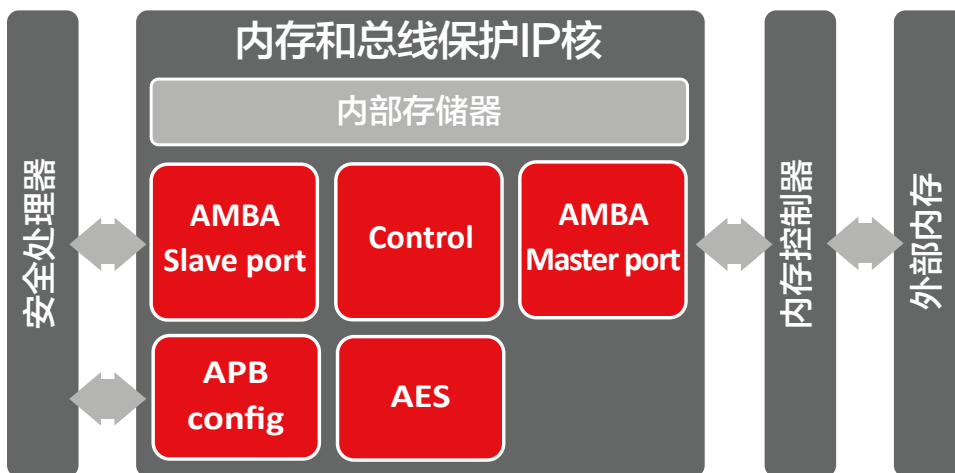 内存和总线保护IP核
内部存储器
安全处理器
AMBA
Slave port
Control
AMBA
Master port
APB
config
AES
内存控制器
外部内存